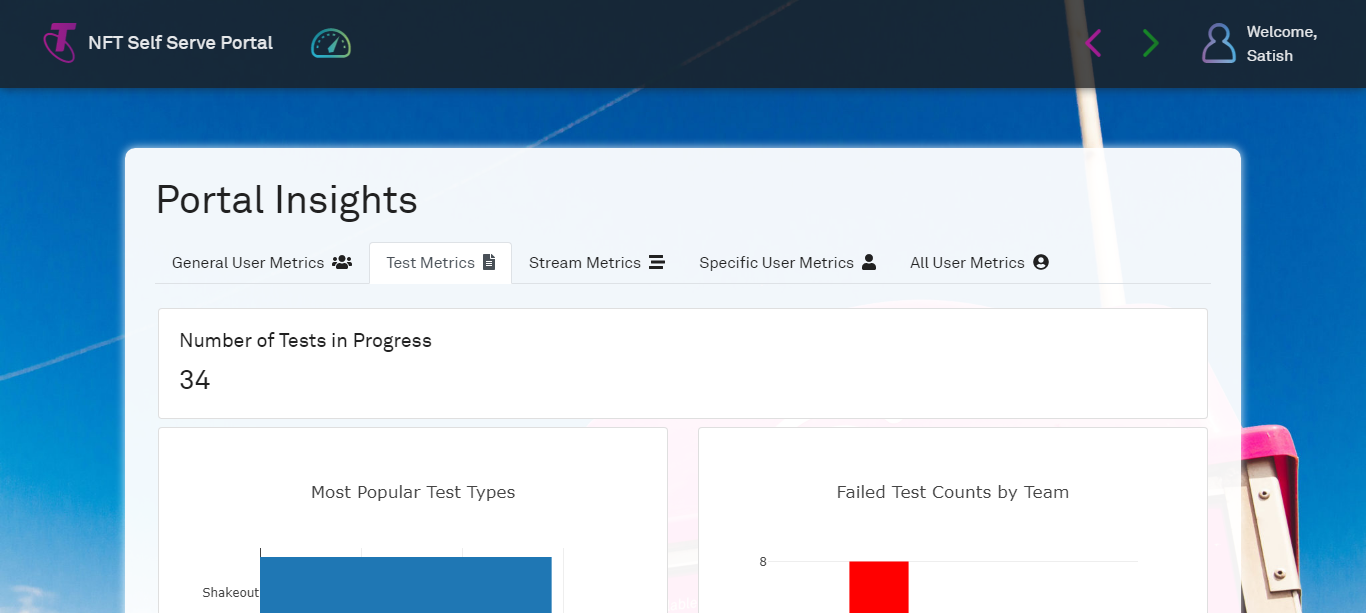 NFT Self Serve Portal
Welcome,
Satish
Portal Insights
General User Metrics
Test Metrics
Stream Metrics
Specific User Metrics
All User Metrics
Number of Tests in Progress
34
Most Popular Test Types
Failed Test Counts by Team
Shakeout
8